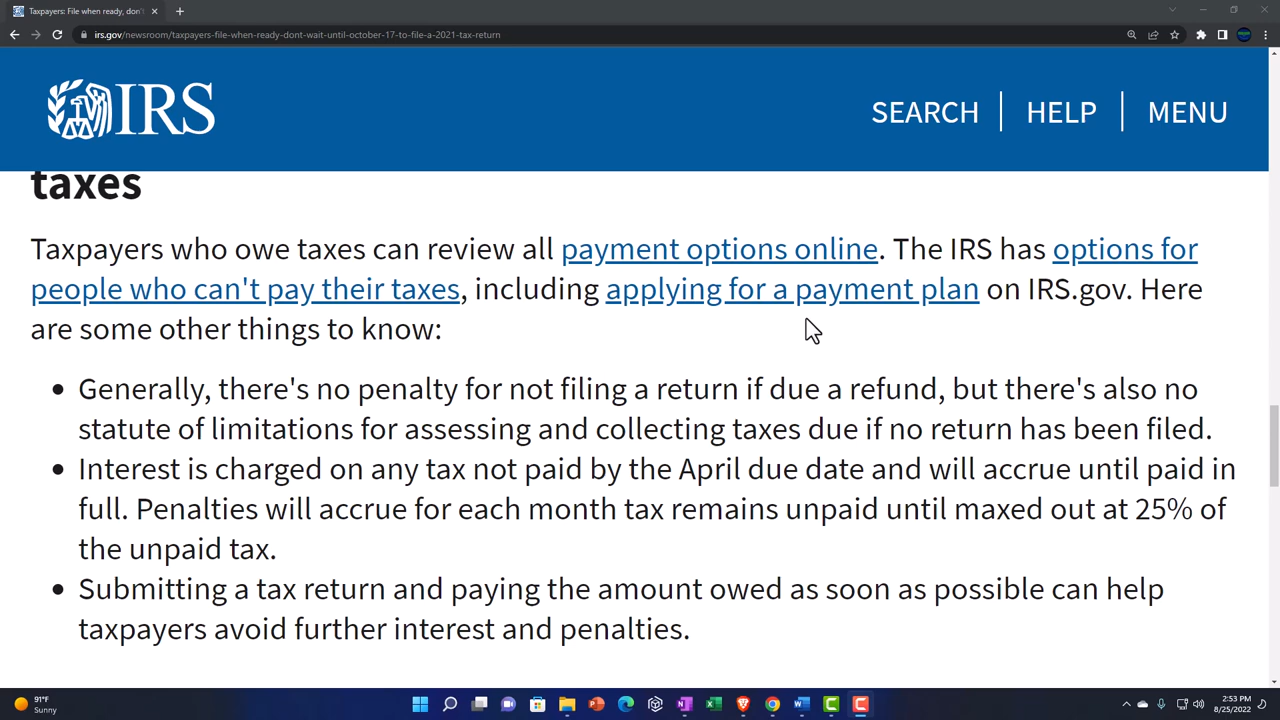 Taxpayers: File when ready, don't
irs.gov/newsroom/taxpayers-file-when-ready-dont-wait-until-october-17-to-file-a-2021-tax-return
IRS
SEARCH
HELP
MENU
taxes
Taxpayers who owe taxes can review all payment options online. The IRS has options for
people who can't pay their taxes, including applying for a payment plan on IRS.gov. Here
are some other things to know:
• Generally, there's no penalty for not filing a return if due a refund, but there's also no
statute of limitations for assessing and collecting taxes due if no return has been filed.
• Interest is charged on any tax not paid by the April due date and will accrue until paid in
full. Penalties will accrue for each month tax remains unpaid until maxed out at 25% of
the unpaid tax.
• Submitting a tax return and paying the amount owed as soon as possible can help
taxpayers avoid further interest and penalties.
91°F
Sunny
2:53 PM
8/25/2022